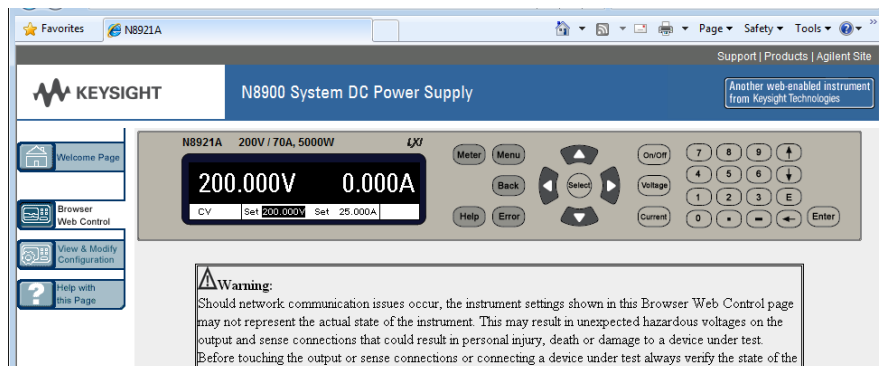 Favorites N8921A Page Safety Tools »
Support | Products | Agilent Site
KEYSIGHT N8900 System DC Power Supply
Another web-enabled instrument
from Keysight Technologies
Welcome Page
Browser
Web Control
View & Modify
Configuration
Help with
this Page
N8921A 200V / 70A, 5000W LXI
200.000V 0.000A
CV Set 200.000V Set 25.000A
Meter Menu
Back
Help Error
Select
On/Off
Voltage
Current
7 8 9
4 5 6
1 2 3 E
0 . - Enter
Warning:
Should network communication issues occur, the instrument settings shown in this Browser Web Control page
may not represent the actual state of the instrument. This may result in unexpected hazardous voltages on the
output and sense connections that could result in personal injury, death or damage to a device under test.
Before touching the output or sense connections or connecting a device under test always verify the state of the